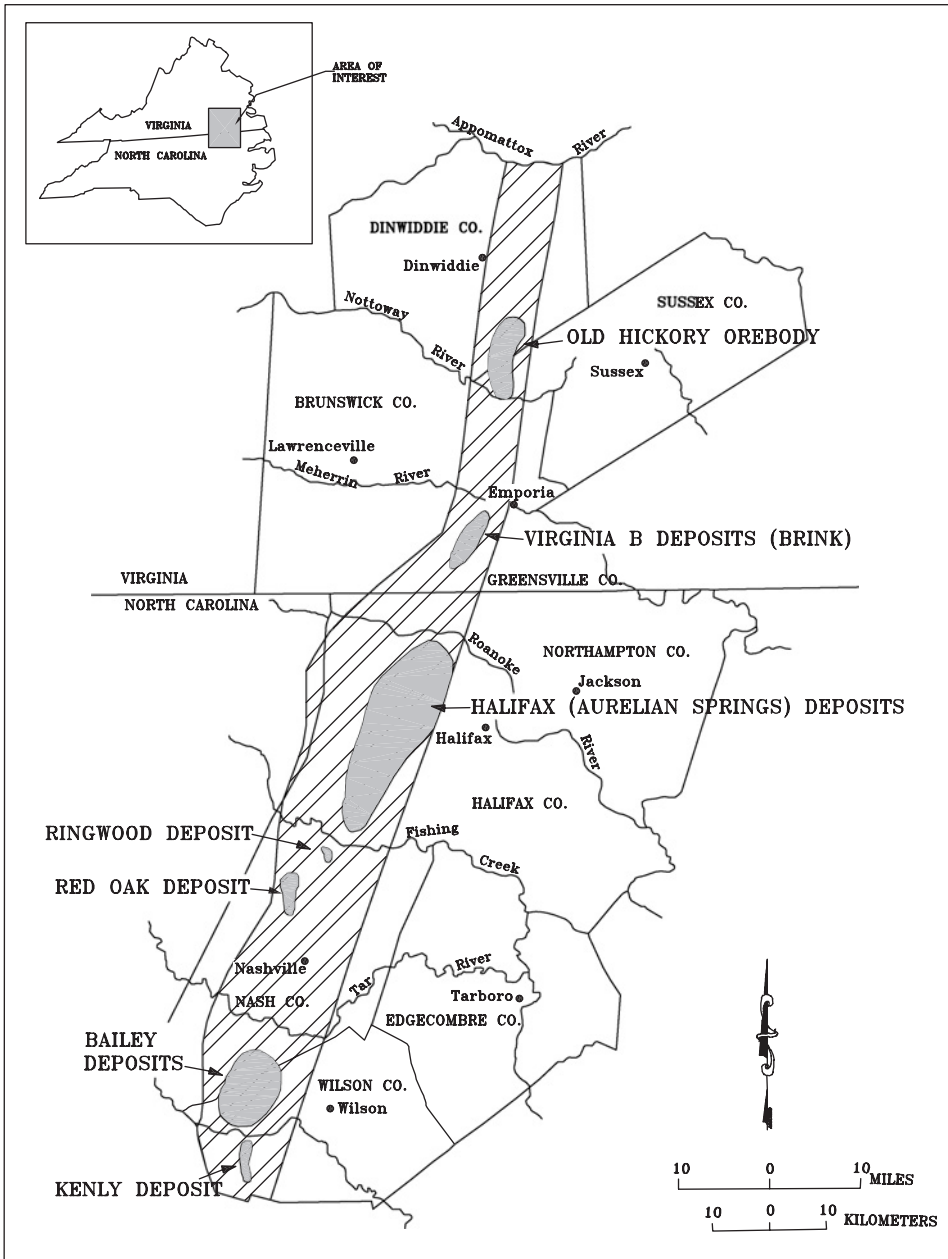 AREA OF
INTEREST
VIRGINIA
NORTH CAROLINA
Appomattox River
DINWIDDIE CO.
Dinwiddie
SUSSEX CO.
Nottoway River
OLD HICKORY OREBODY
Sussex
BRUNSWICK CO.
Lawrenceville
Meherrin River
Emporia
VIRGINIA B DEPOSITS (BRINK)
VIRGINIA
GREENSVILLE CO.
NORTH CAROLINA
Roanoke River
NORTHAMPTON CO.
Jackson
HALIFAX (AURELIAN SPRINGS) DEPOSITS
Halifax
HALIFAX CO.
RINGWOOD DEPOSIT
Fishing Creek
RED OAK DEPOSIT
Nashville
Tar River
NASH CO.
Tarboro
EDGECOMBRE CO.
BAILEY
DEPOSITS
WILSON CO.
Wilson
KENLY DEPOSIT
10 0 10
MILES
10 0 10
KILOMETERS